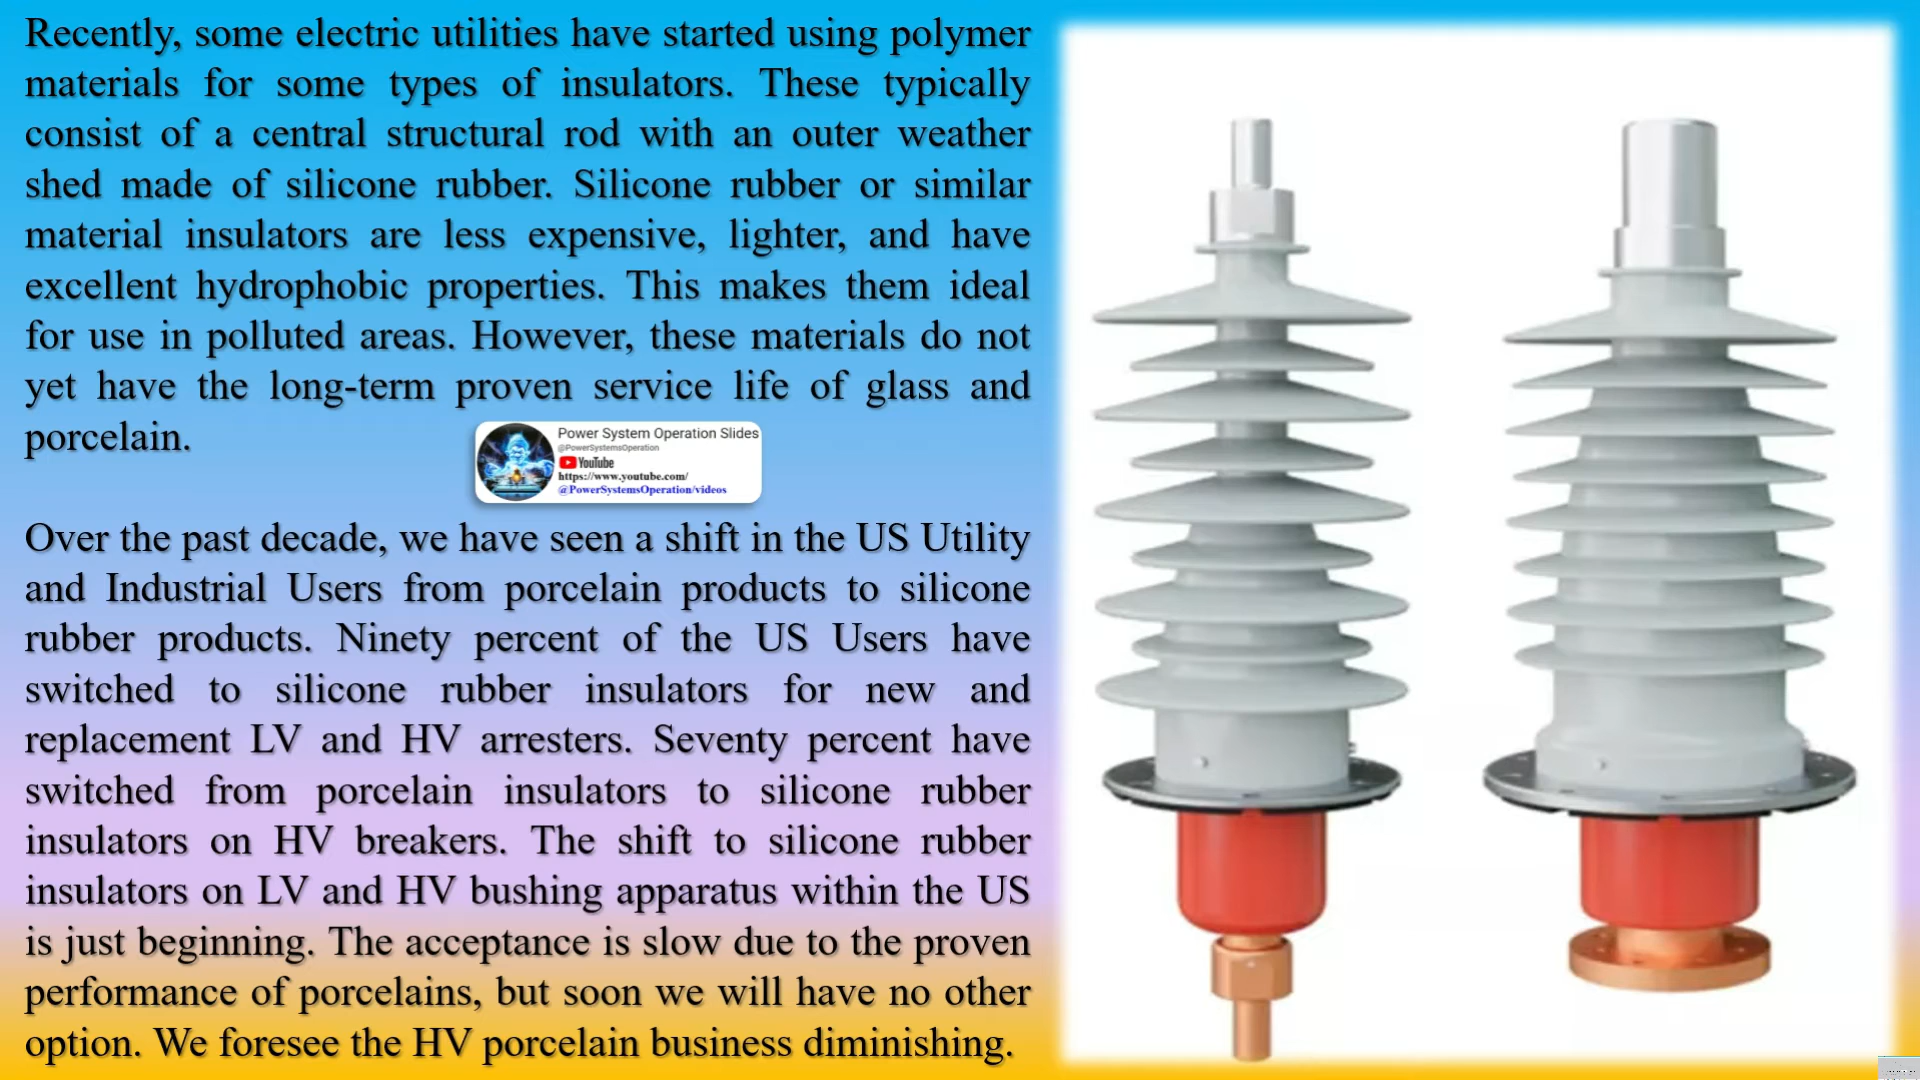 Recently, some electric utilities have started using polymer
materials for some types of insulators. These typically
consist of a central structural rod with an outer weather
shed made of silicone rubber. Silicone rubber or similar
material insulators are less expensive, lighter, and have
excellent hydrophobic properties. This makes them ideal
for use in polluted areas. However, these materials do not
yet have the long-term proven service life of glass and
porcelain.
Power System Operation Slides
@PowerSystemsOperation
YouTube
https://www.youtube.com/
@PowerSystemsOperation/videos
Over the past decade, we have seen a shift in the US Utility
and Industrial Users from porcelain products to silicone
rubber products. Ninety percent of the US Users have
switched to silicone rubber insulators for new and
replacement LV and HV arresters. Seventy percent have
switched from porcelain insulators to silicone rubber
insulators on HV breakers. The shift to silicone rubber
insulators on LV and HV bushing apparatus within the US
is just beginning. The acceptance is slow due to the proven
performance of porcelains, but soon we will have no other
option. We foresee the HV porcelain business diminishing.